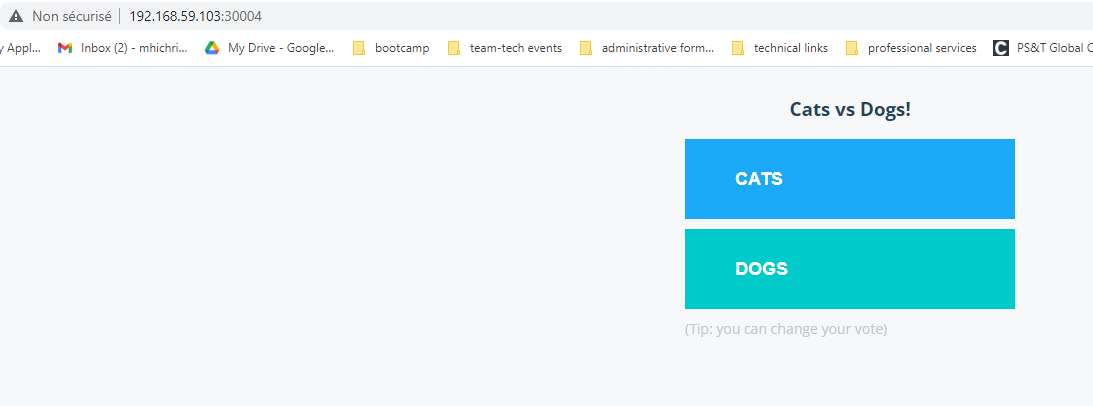 Non sécurisé 192.168.59.103:30004
y Appl... Inbox (2) - mhichri... My Drive - Google... bootcamp team-tech events administrative form... technical links professional services C PS&T Global C
Cats vs Dogs!
CATS
DOGS
(Tip: you can change your vote)